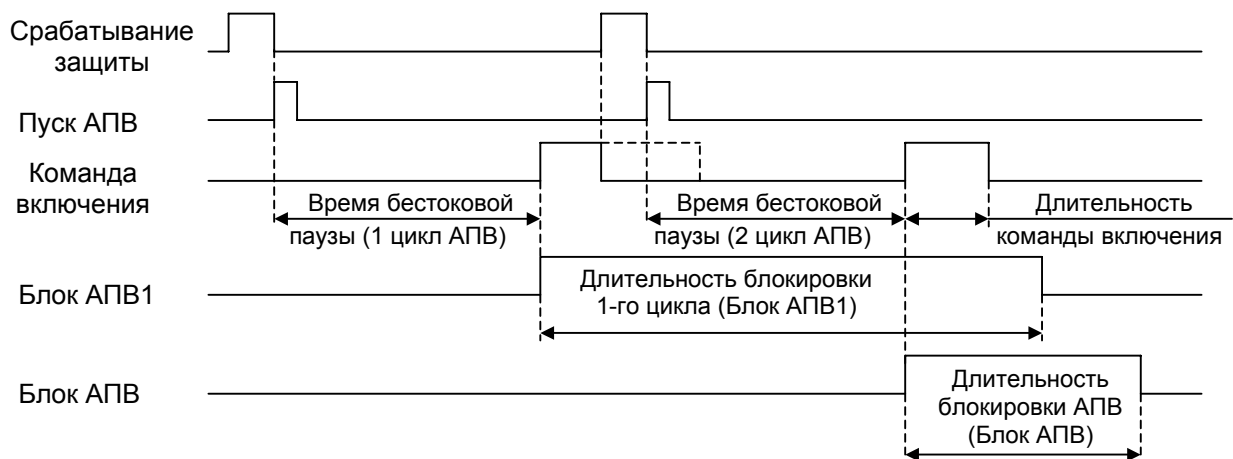 Срабатывание
защиты
Пуск АПВ
Команда
включения
Время бестоковой
паузы (1 цикл АПВ)
Время бестоковой
паузы (2 цикл АПВ)
Длительность
команды включения
Блок АПВ1
Длительность блокировки
1-го цикла (Блок АПВ1)
Блок АПВ
Длительность
блокировки АПВ
(Блок АПВ)